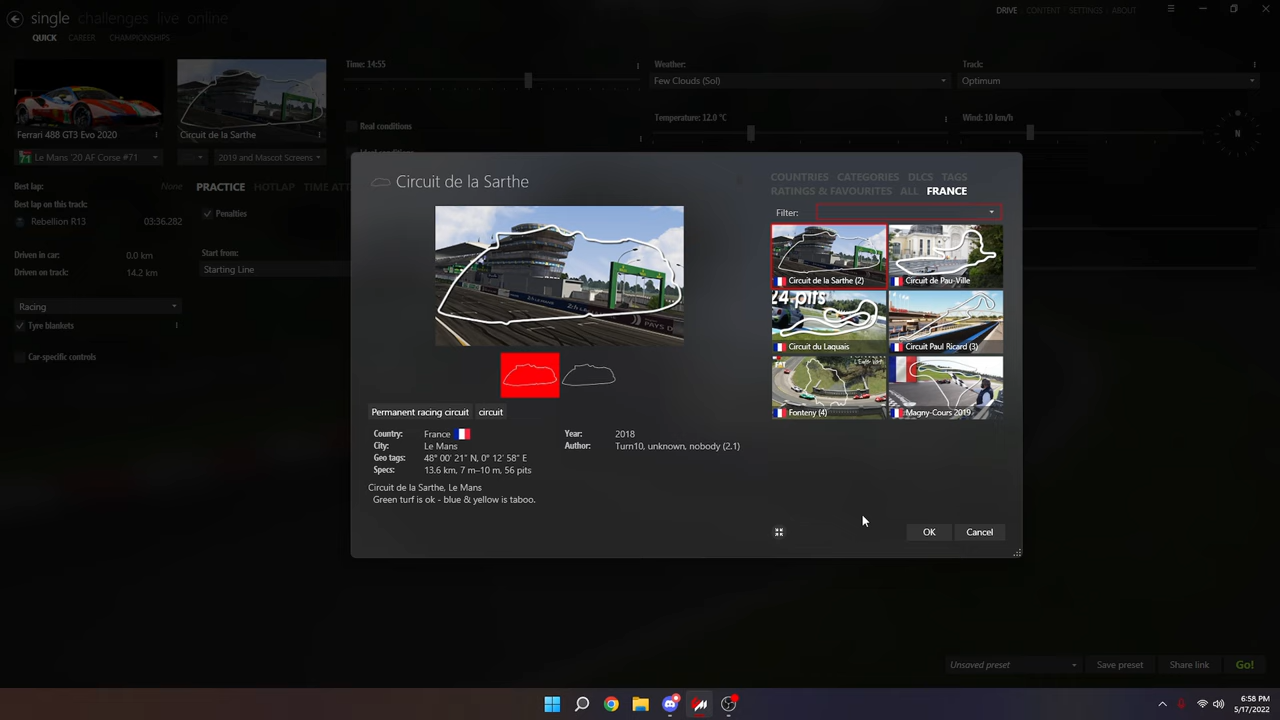 single challenges live online
DRIVE CONTENT SETTINGS ABOUT
QUICK CAREER CHAMPIONSHIPS
Ferrari 488 GT3 Evo 2020
Circuit de la Sarthe
Le Mans '20 AF Corse #71
2019 and Mascot Screens
Time: 14:55
Weather:
Few Clouds (Sol)
Track:
Optimum
Real conditions
Temperature: 12.0 °C
Wind: 10 km/h
N
Best lap: None
Best lap on this track:
Rebellion R13 03:36.282
Driven in car: 0.0 km
Driven on track: 14.2 km
Racing
Tyre blankets
Car-specific controls
PRACTICE HOTLAP TIME ATT
Penalties
Start from:
Starting Line
Circuit de la Sarthe
Permanent racing circuit circuit
Country: France
City: Le Mans
Geo tags: 48° 00' 21" N, 0° 12' 58" E
Specs: 13.6 km, 7 m–10 m, 56 pits
Year: 2018
Author: Turn10, unknown, nobody (2.1)
Circuit de la Sarthe, Le Mans
Green turf is ok - blue & yellow is taboo.
COUNTRIES CATEGORIES DLCS TAGS
RATINGS & FAVOURITES ALL FRANCE
Filter:
Circuit de la Sarthe (2)
Circuit de Pau-Ville
24 pits
Circuit du Laquais
Circuit Paul Ricard (3)
Fonteny (4)
Magny-Cours 2019
OK Cancel
Unsaved preset Save preset Share link Go!
6:58 PM
5/17/2022